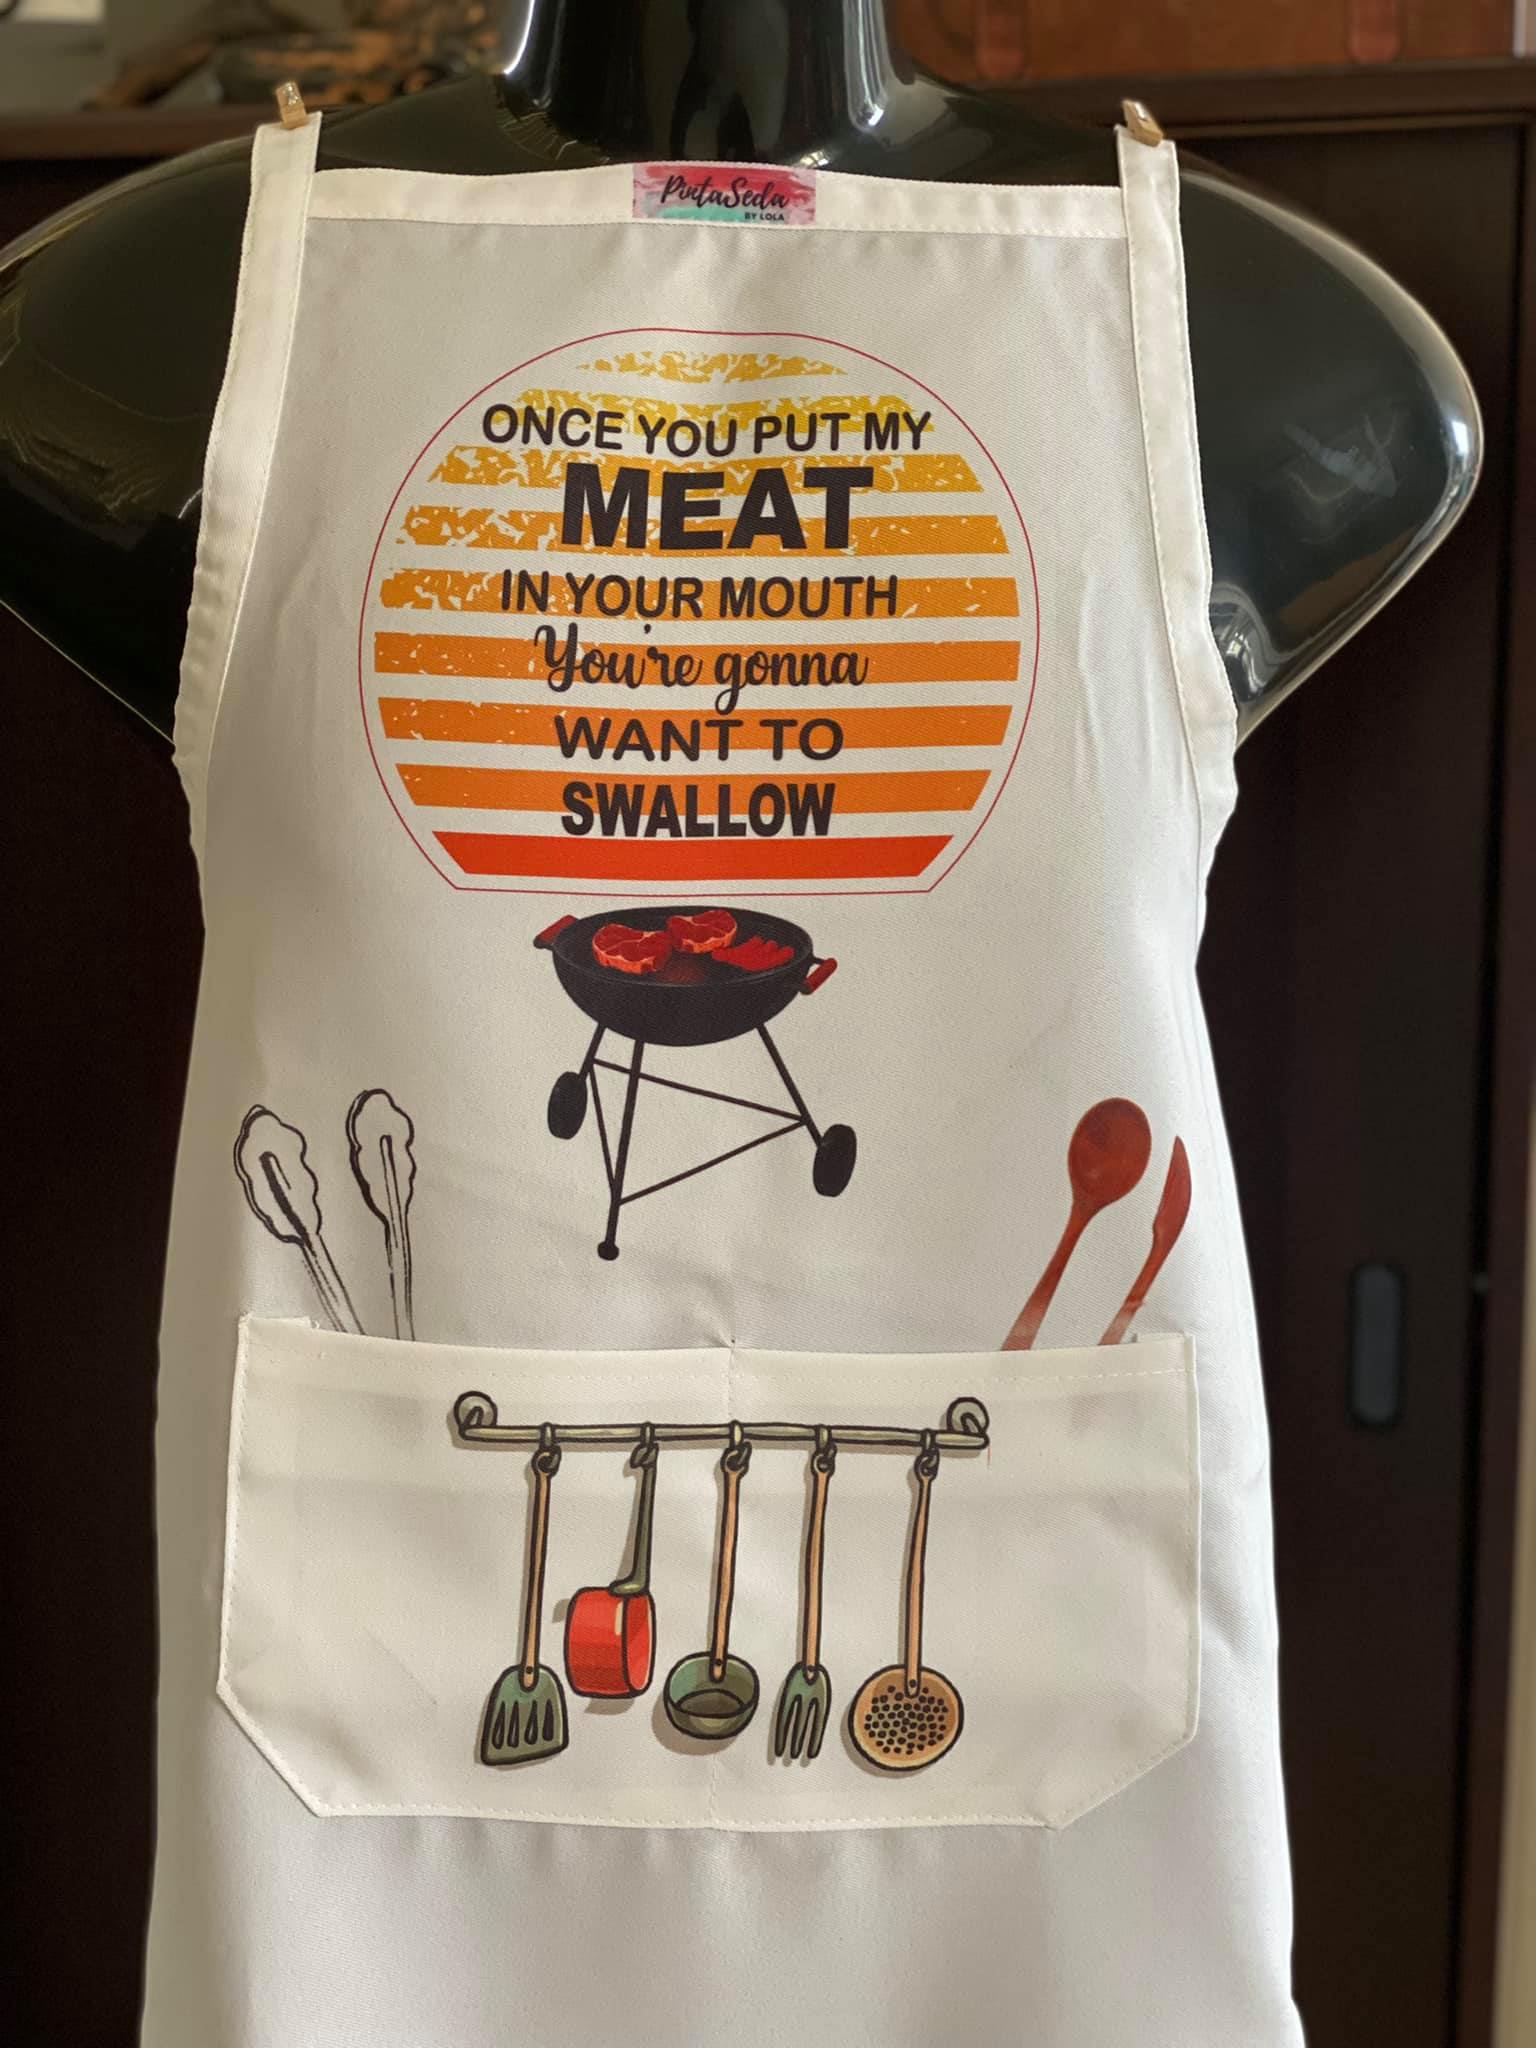 PintaSeda
BY LOLA
ONCE YOU PUT MY
MEAT
IN YOUR MOUTH
You're gonna
WANT TO
SWALLOW